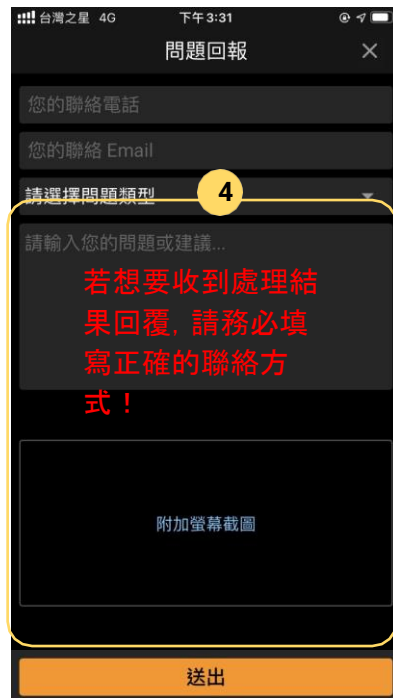 台灣之星 4G 下午3:31
問題回報 ×
您的聯絡電話
您的聯絡 Email
請選擇問題類型
4
請輸入您的問題或建議...
若想要收到處理結
果回覆, 請務必填
寫正確的聯絡方
式！
附加螢幕截圖
送出